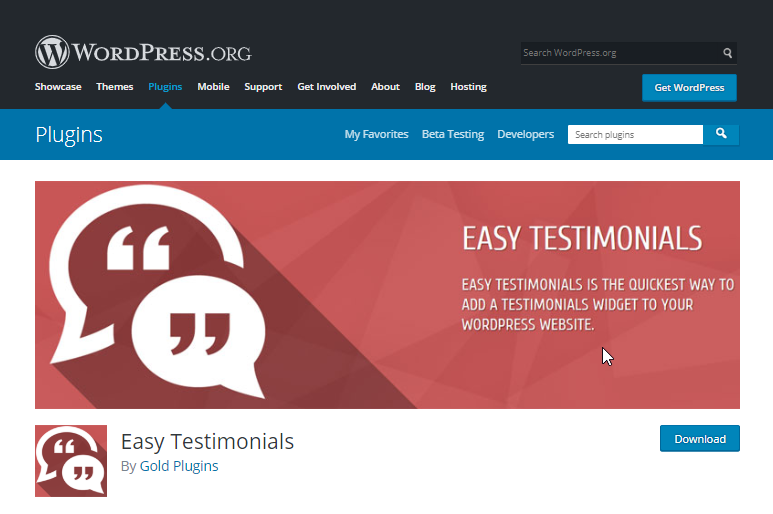 WORDPRESS.ORG
Search WordPress.org
Showcase Themes Plugins Mobile Support Get Involved About Blog Hosting
Get WordPress
Plugins
My Favorites Beta Testing Developers
Search plugins
EASY TESTIMONIALS
EASY TESTIMONIALS IS THE QUICKEST WAY TO
ADD A TESTIMONIALS WIDGET TO YOUR
WORDPRESS WEBSITE.
Easy Testimonials
By Gold Plugins
Download